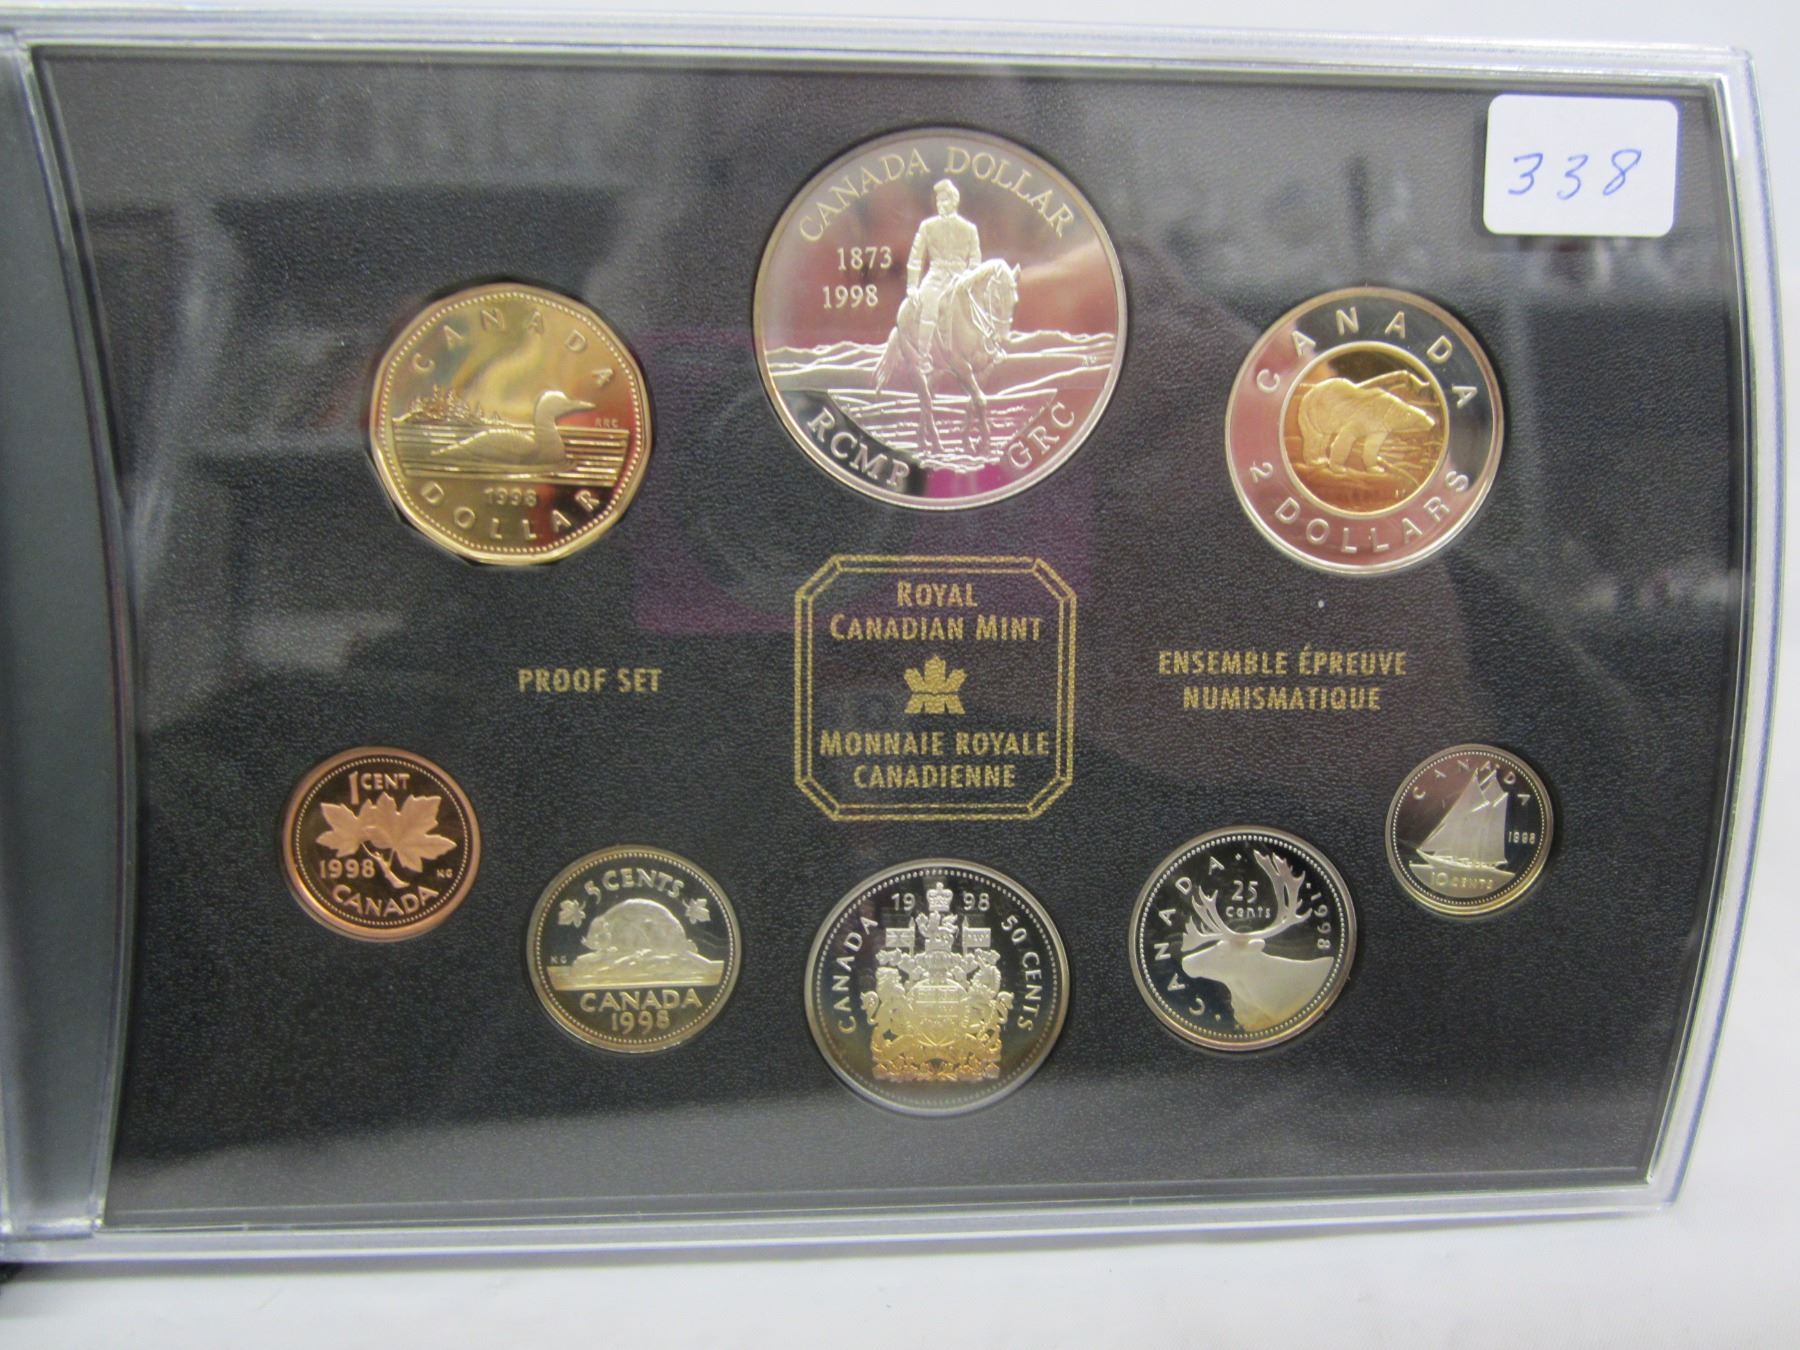 338
CANADA DOLLAR
1873
1998
RCMP GRC
CANADA
1998
DOLLAR
CANADA
2 DOLLARS
ROYAL
CANADIAN MINT
MONNAIE ROYALE
CANADIENNE
PROOF SET
ENSEMBLE ÉPREUVE
NUMISMATIQUE
1 CENT
1998
CANADA
5 CENTS
CANADA
1998
1998
CANADA
50 CENTS
CANADA
25
cents
1998
CANADA
1998
10 CENTS